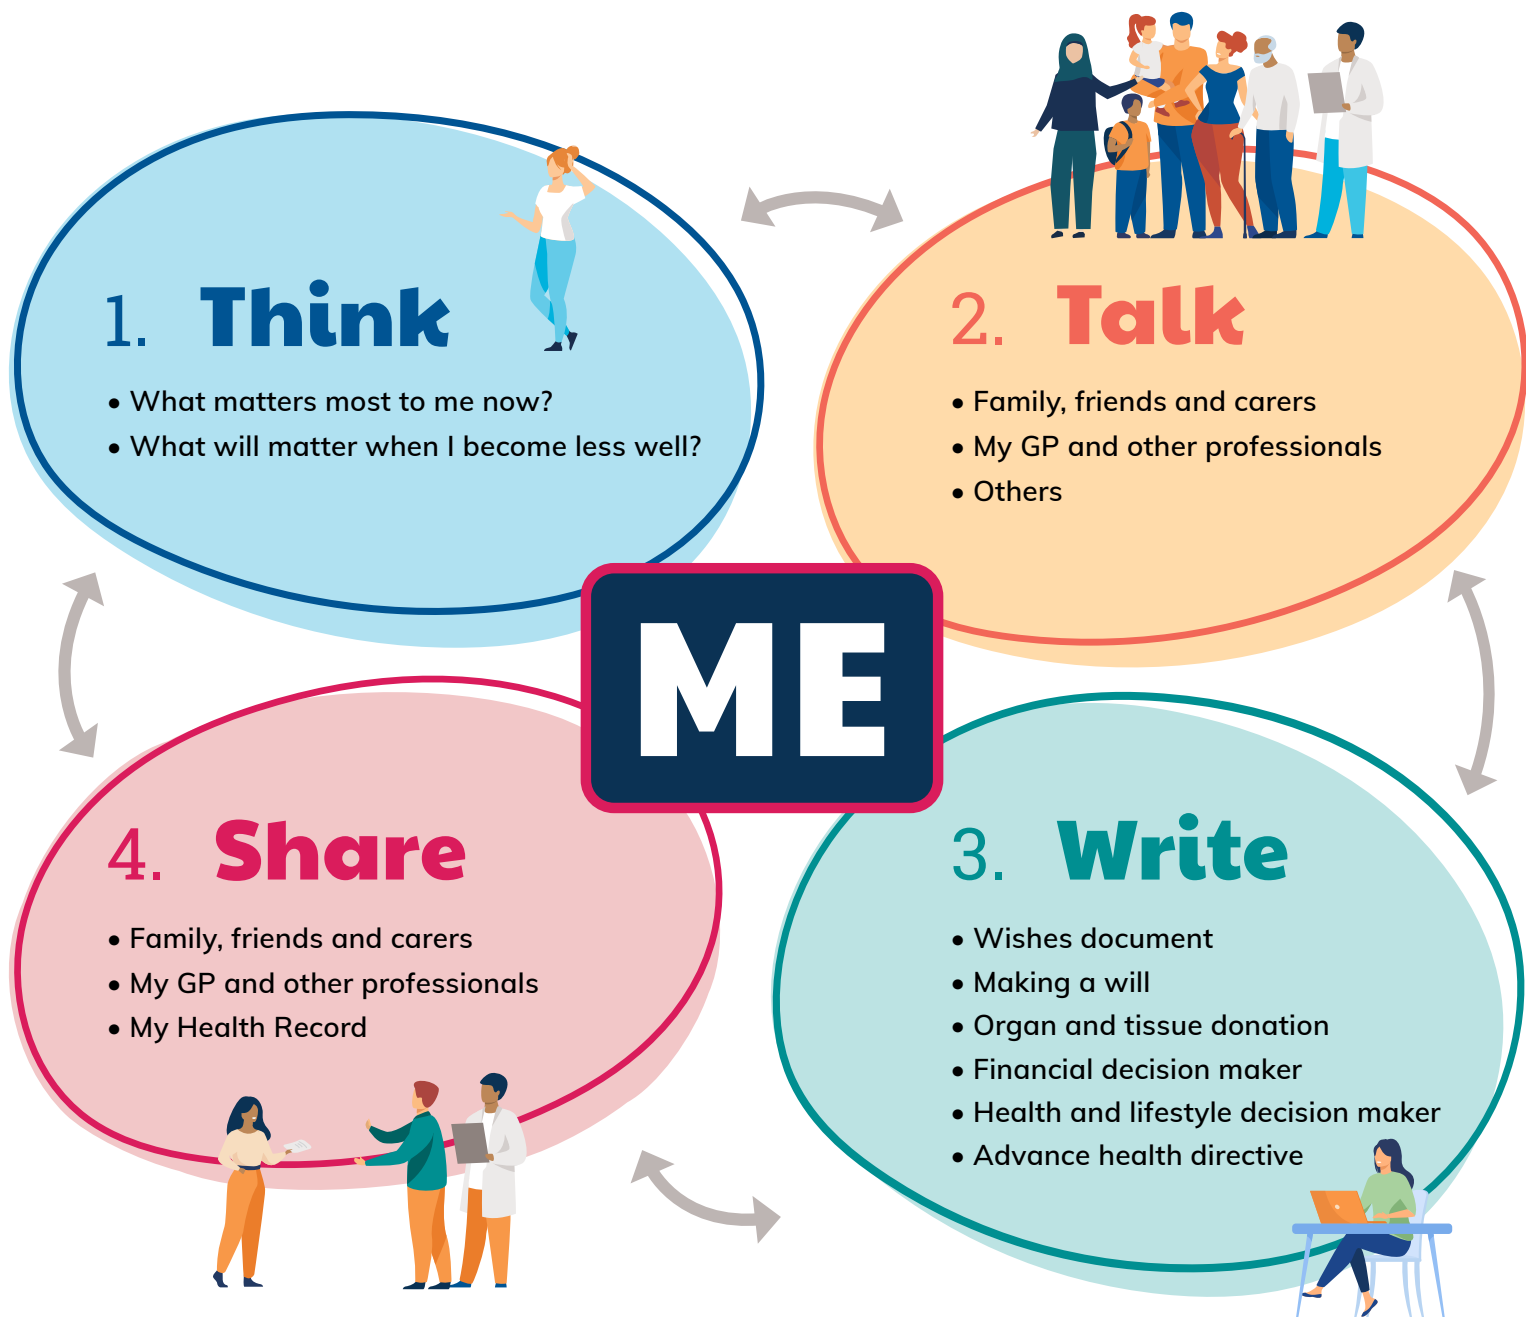 1. Think
• What matters most to me now?
• What will matter when I become less well?
2. Talk
• Family, friends and carers
• My GP and other professionals
• Others
ME
4. Share
• Family, friends and carers
• My GP and other professionals
• My Health Record
3. Write
• Wishes document
• Making a will
• Organ and tissue donation
• Financial decision maker
• Health and lifestyle decision maker
• Advance health directive